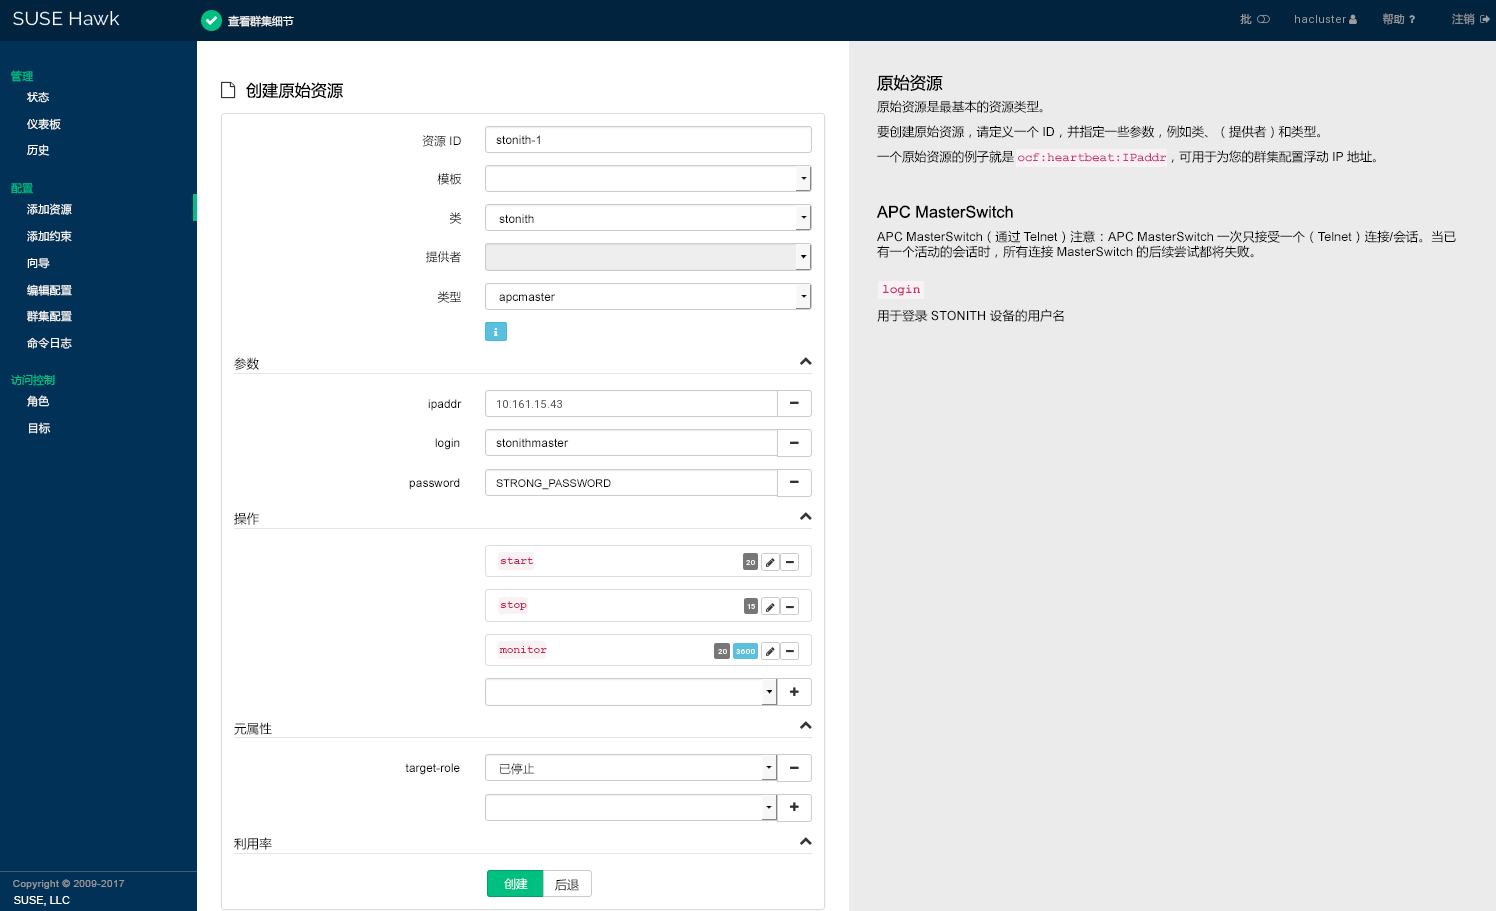 SUSE Hawk
查看群集细节
批
hacluster
帮助 ?
注销
管理
状态
仪表板
历史
配置
添加资源
添加约束
向导
编辑配置
群集配置
命令日志
访问控制
角色
目标
Copyright © 2009-2017
SUSE, LLC
创建原始资源
资源 ID
stonith-1
模板
类
stonith
提供者
类型
apcmaster
i
参数
ipaddr
10.161.15.43
login
stonithmaster
password
STRONG_PASSWORD
操作
start
20
stop
15
monitor
20 3600
元属性
target-role
已停止
利用率
创建
后退
原始资源
原始资源是最基本的资源类型。
要创建原始资源，请定义一个 ID，并指定一些参数，例如类、（提供者）和类型。
一个原始资源的例子就是 ocf:heartbeat:IPaddr，可用于为您的群集配置浮动 IP 地址。
APC MasterSwitch
APC MasterSwitch（通过 Telnet）注意：APC MasterSwitch 一次只接受一个（Telnet）连接/会话。当已
有一个活动的会话时，所有连接 MasterSwitch 的后续尝试都将失败。
login
用于登录 STONITH 设备的用户名